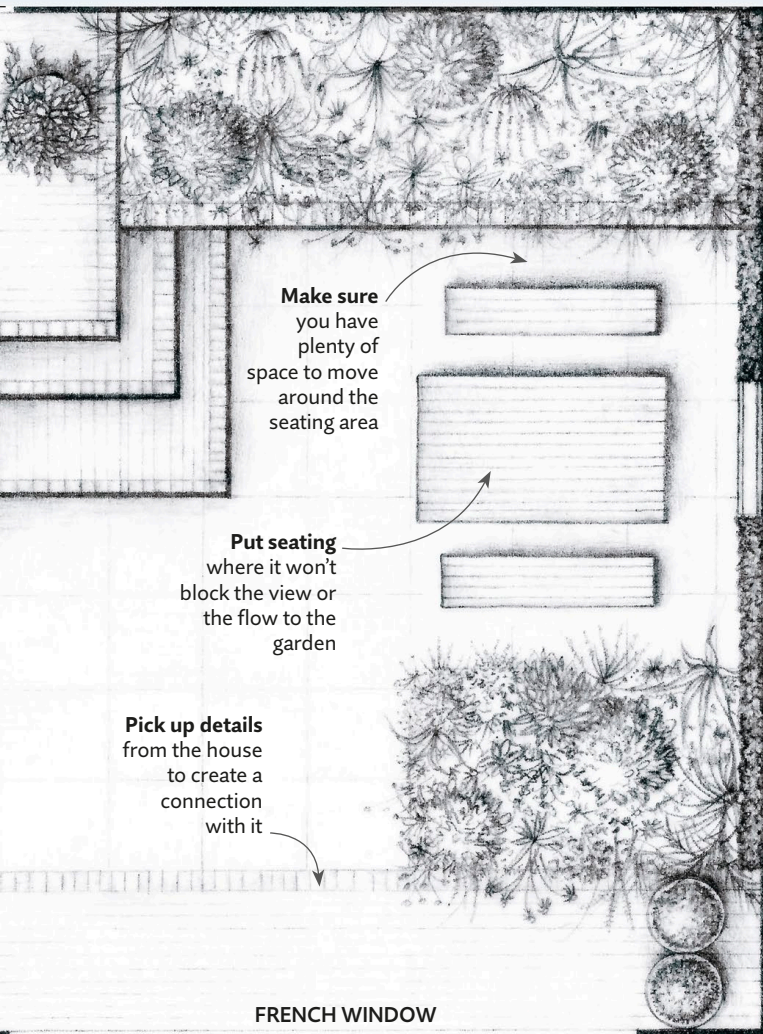 Make sure
you have
plenty of
space to move
around the
seating area
Put seating
where it won’t
block the view or
the flow to the
garden
Pick up details
from the house
to create a
connection
with it
FRENCH WINDOW